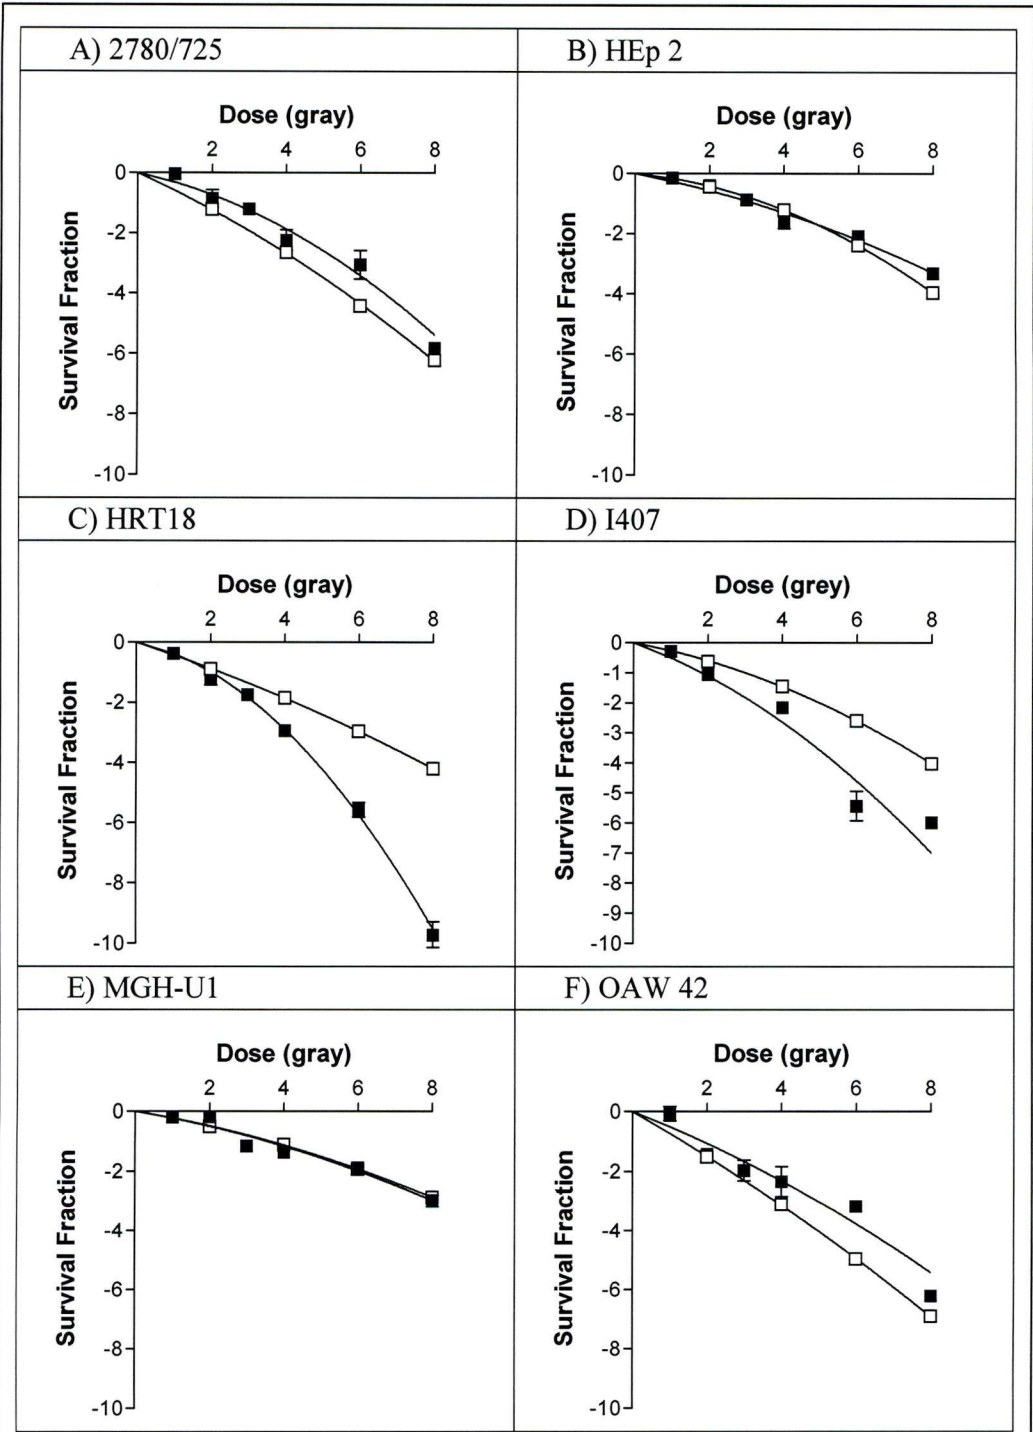 A) 2780/725
B) HEp 2
Dose (gray)
2 4 6 8
0
-2
-4
-6
-8
-10
Survival Fraction
Dose (gray)
2 4 6 8
0
-2
-4
-6
-8
-10
Survival Fraction
C) HRT18
D) I407
Dose (gray)
2 4 6 8
0
-2
-4
-6
-8
-10
Survival Fraction
Dose (grey)
2 4 6 8
0
-1
-2
-3
-4
-5
-6
-7
-8
-9
-10
Survival Fraction
E) MGH-U1
F) OAW 42
Dose (gray)
2 4 6 8
0
-2
-4
-6
-8
-10
Survival Fraction
Dose (gray)
2 4 6 8
0
-2
-4
-6
-8
-10
Survival Fraction